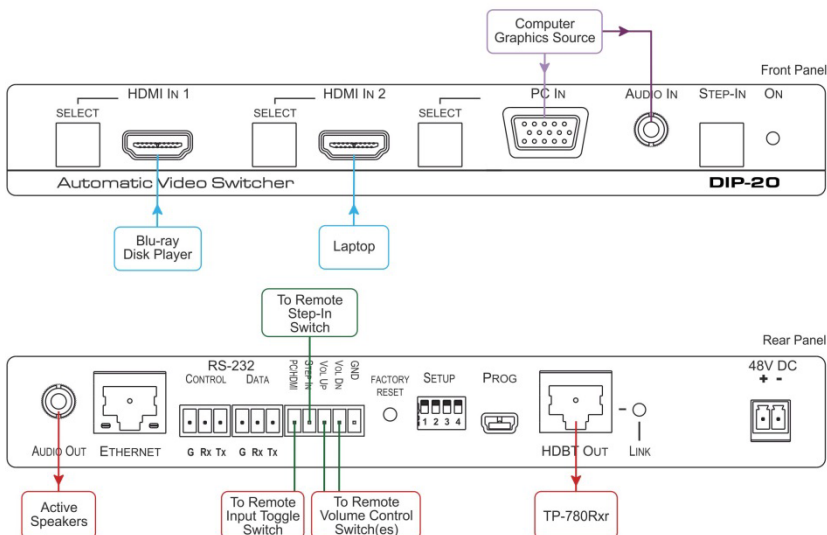 Computer
Graphics Source
Front Panel
HDMI IN 1
HDMI IN 2
PC IN
AUDIO IN
STEP-IN
ON
SELECT
SELECT
SELECT
Automatic Video Switcher
DIP-20
Blu-ray
Disk Player
Laptop
To Remote
Step-In
Switch
Rear Panel
RS-232
CONTROL
DATA
PC/HDMI
STEP IN
VOL UP
VOL DN
GND
FACTORY
RESET
SETUP
PROG
48V DC
+ -
1 2 3 4
AUDIO OUT
ETHERNET
G Rx Tx
G Rx Tx
HDBT OUT
LINK
Active
Speakers
To Remote
Input Toggle
Switch
To Remote
Volume Control
Switch(es)
TP-780Rxr